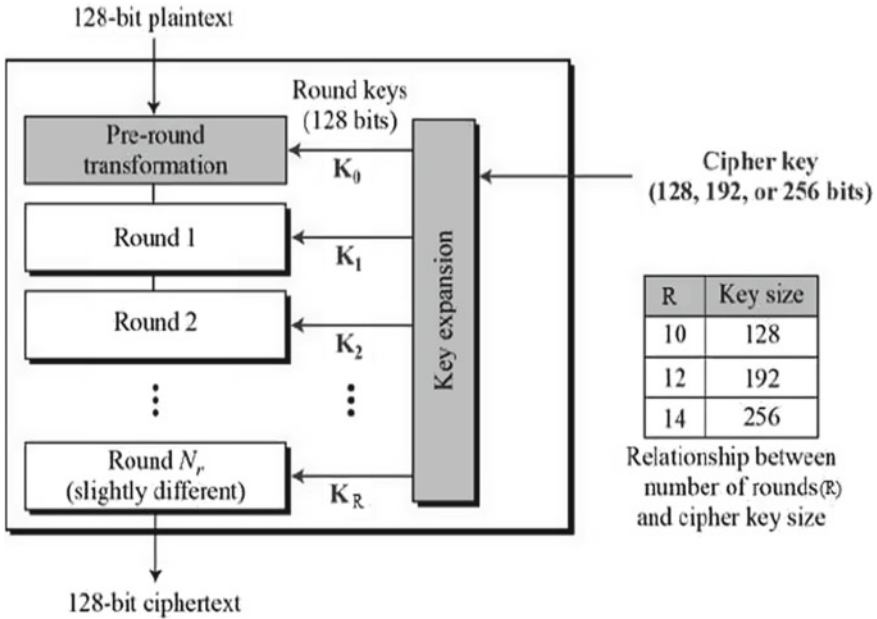 128-bit plaintext
Round keys
(128 bits)
Pre-round
transformation
K0
Cipher key
(128, 192, or 256 bits)
Round 1
K1
Key expansion
Round 2
K2
R Key size
10 128
12 192
14 256
Round Nr
(slightly different)
KR
Relationship between
number of rounds(R)
and cipher key size
128-bit ciphertext